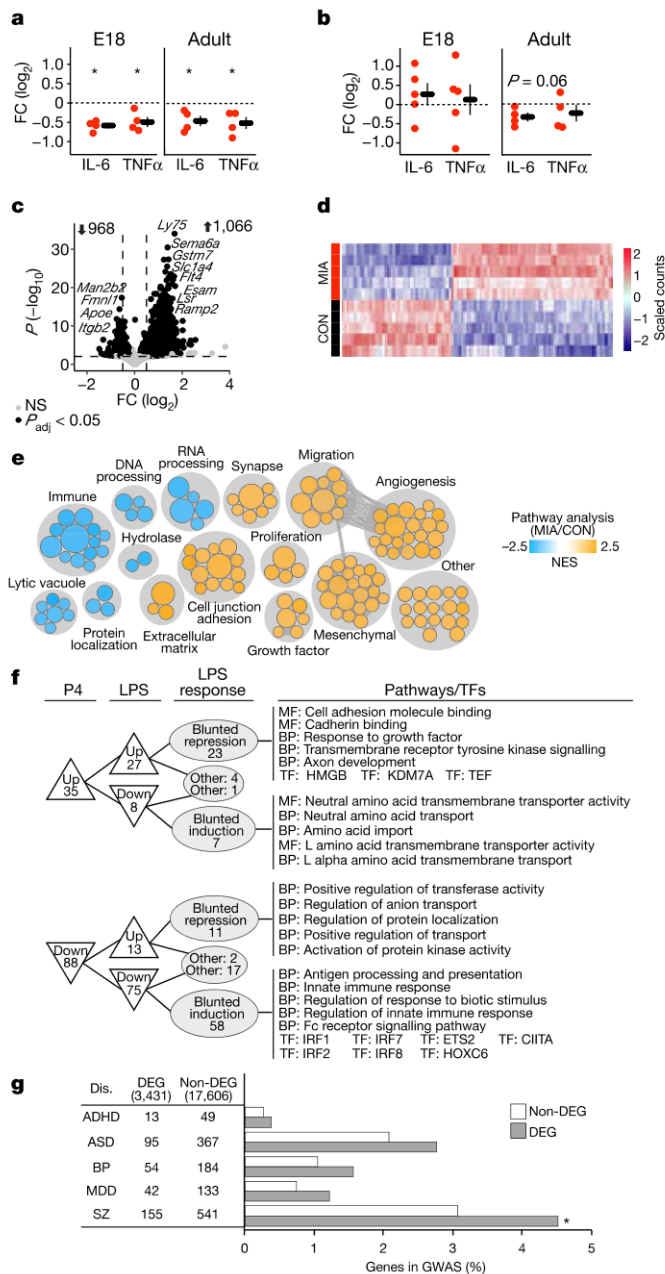 a
E18 Adult
FC (log2)
1.0
0.5
0
−0.5
−1.0
* * * *
IL-6 TNFα IL-6 TNFα
b
E18 Adult
FC (log2)
1.0
0.5
0
−0.5
−1.0
P = 0.06
IL-6 TNFα IL-6 TNFα
c
968 1,066
Ly75
Sema6a
Gstm7
Slc1a4
Flt4
Esam
Lsr
Ramp2
Man2b2
Fmnl1
Apoe
Itgb2
P (−log10)
30
20
10
0
−2 0 2 4
FC (log2)
NS
Padj < 0.05
d
MIA
CON
2
1
0
−1
−2
Scaled counts
e
Immune
DNA processing
RNA processing
Synapse
Migration
Angiogenesis
Hydrolase
Proliferation
Lytic vacuole
Protein localization
Extracellular matrix
Cell junction adhesion
Growth factor
Mesenchymal
Other
Pathway analysis
(MIA/CON)
−2.5 2.5
NES
f
P4 LPS LPS response Pathways/TFs
Up 35
Up 27
Down 8
Blunted repression 23
Other: 4
Other: 1
Blunted induction 7
MF: Cell adhesion molecule binding
MF: Cadherin binding
BP: Response to growth factor
BP: Transmembrane receptor tyrosine kinase signalling
BP: Axon development
TF: HMGB TF: KDM7A TF: TEF
MF: Neutral amino acid transmembrane transporter activity
BP: Neutral amino acid transport
BP: Amino acid import
MF: L amino acid transmembrane transporter activity
BP: L alpha amino acid transmembrane transport
Down 88
Up 13
Down 75
Blunted repression 11
Other: 2
Other: 17
Blunted induction 58
BP: Positive regulation of transferase activity
BP: Regulation of anion transport
BP: Regulation of protein localization
BP: Positive regulation of transport
BP: Activation of protein kinase activity
BP: Antigen processing and presentation
BP: Innate immune response
BP: Regulation of response to biotic stimulus
BP: Regulation of innate immune response
BP: Fc receptor signalling pathway
TF: IRF1 TF: IRF7 TF: ETS2 TF: CIITA
TF: IRF2 TF: IRF8 TF: HOXC6
g
Dis. DEG (3,431) Non-DEG (17,606)
ADHD 13 49
ASD 95 367
BP 54 184
MDD 42 133
SZ 155 541
Non-DEG
DEG
*
0 1 2 3 4 5
Genes in GWAS (%)